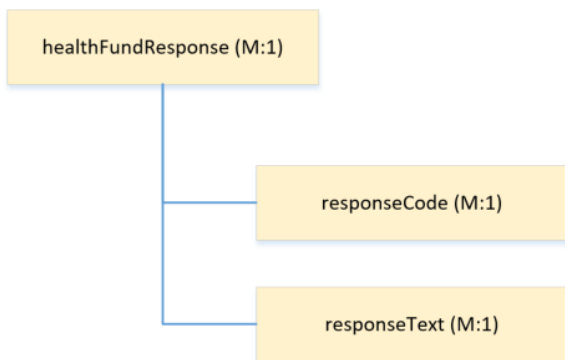 healthFundResponse (M:1)
responseCode (M:1)
responseText (M:1)